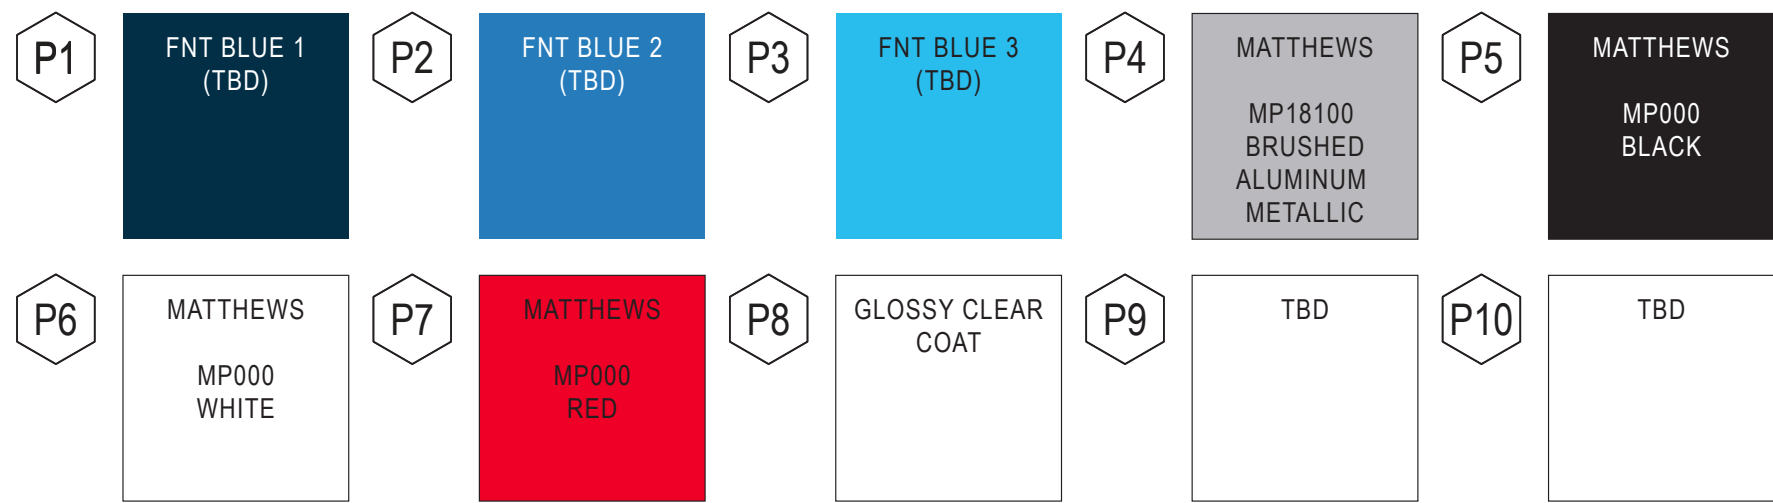 P1
FNT BLUE 1
(TBD)
P2
FNT BLUE 2
(TBD)
P3
FNT BLUE 3
(TBD)
P4
MATTHEWS
MP18100
BRUSHED
ALUMINUM
METALLIC
P5
MATTHEWS
MP000
BLACK
P6
MATTHEWS
MP000
WHITE
P7
MATTHEWS
MP000
RED
P8
GLOSSY CLEAR
COAT
P9
TBD
P10
TBD